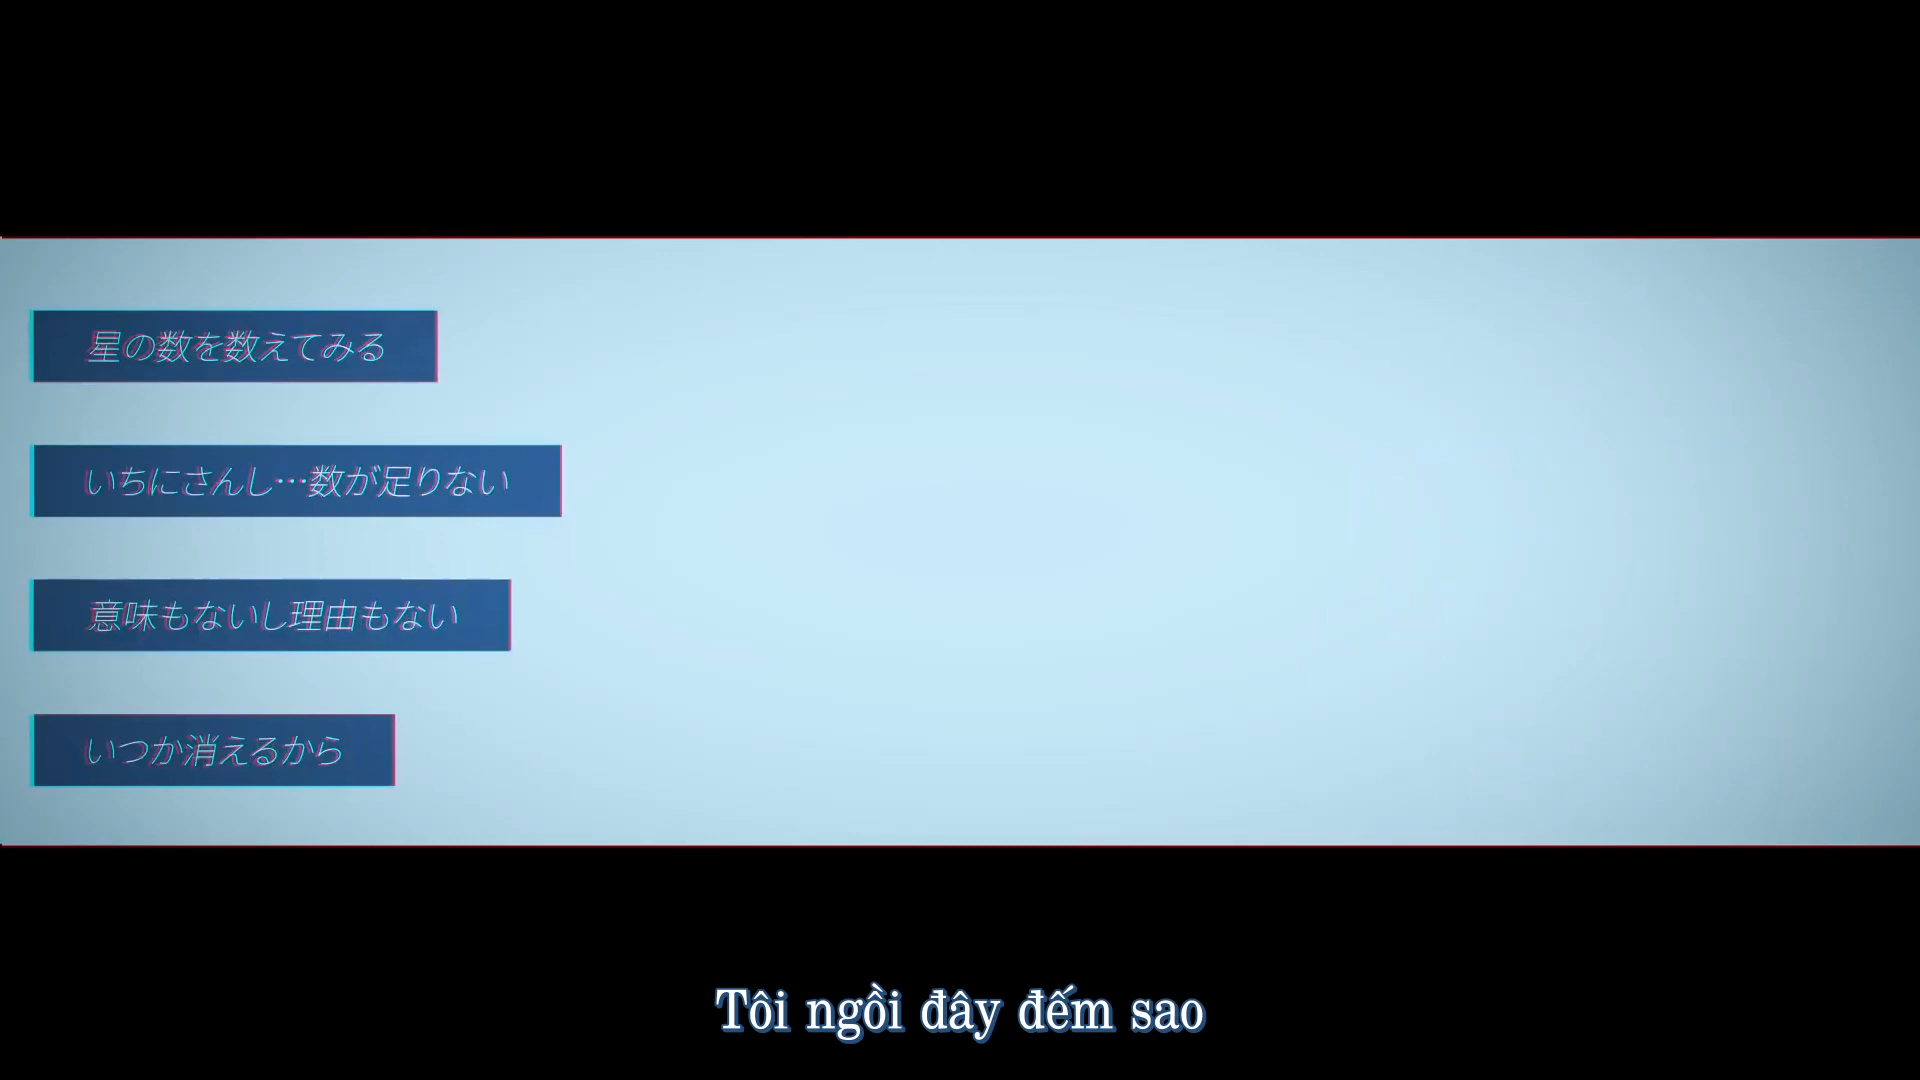 星の数を数えてみる
いちにさんし…数が足りない
意味もないし理由もない
いつか消えるから
Tôi ngồi đây đếm sao